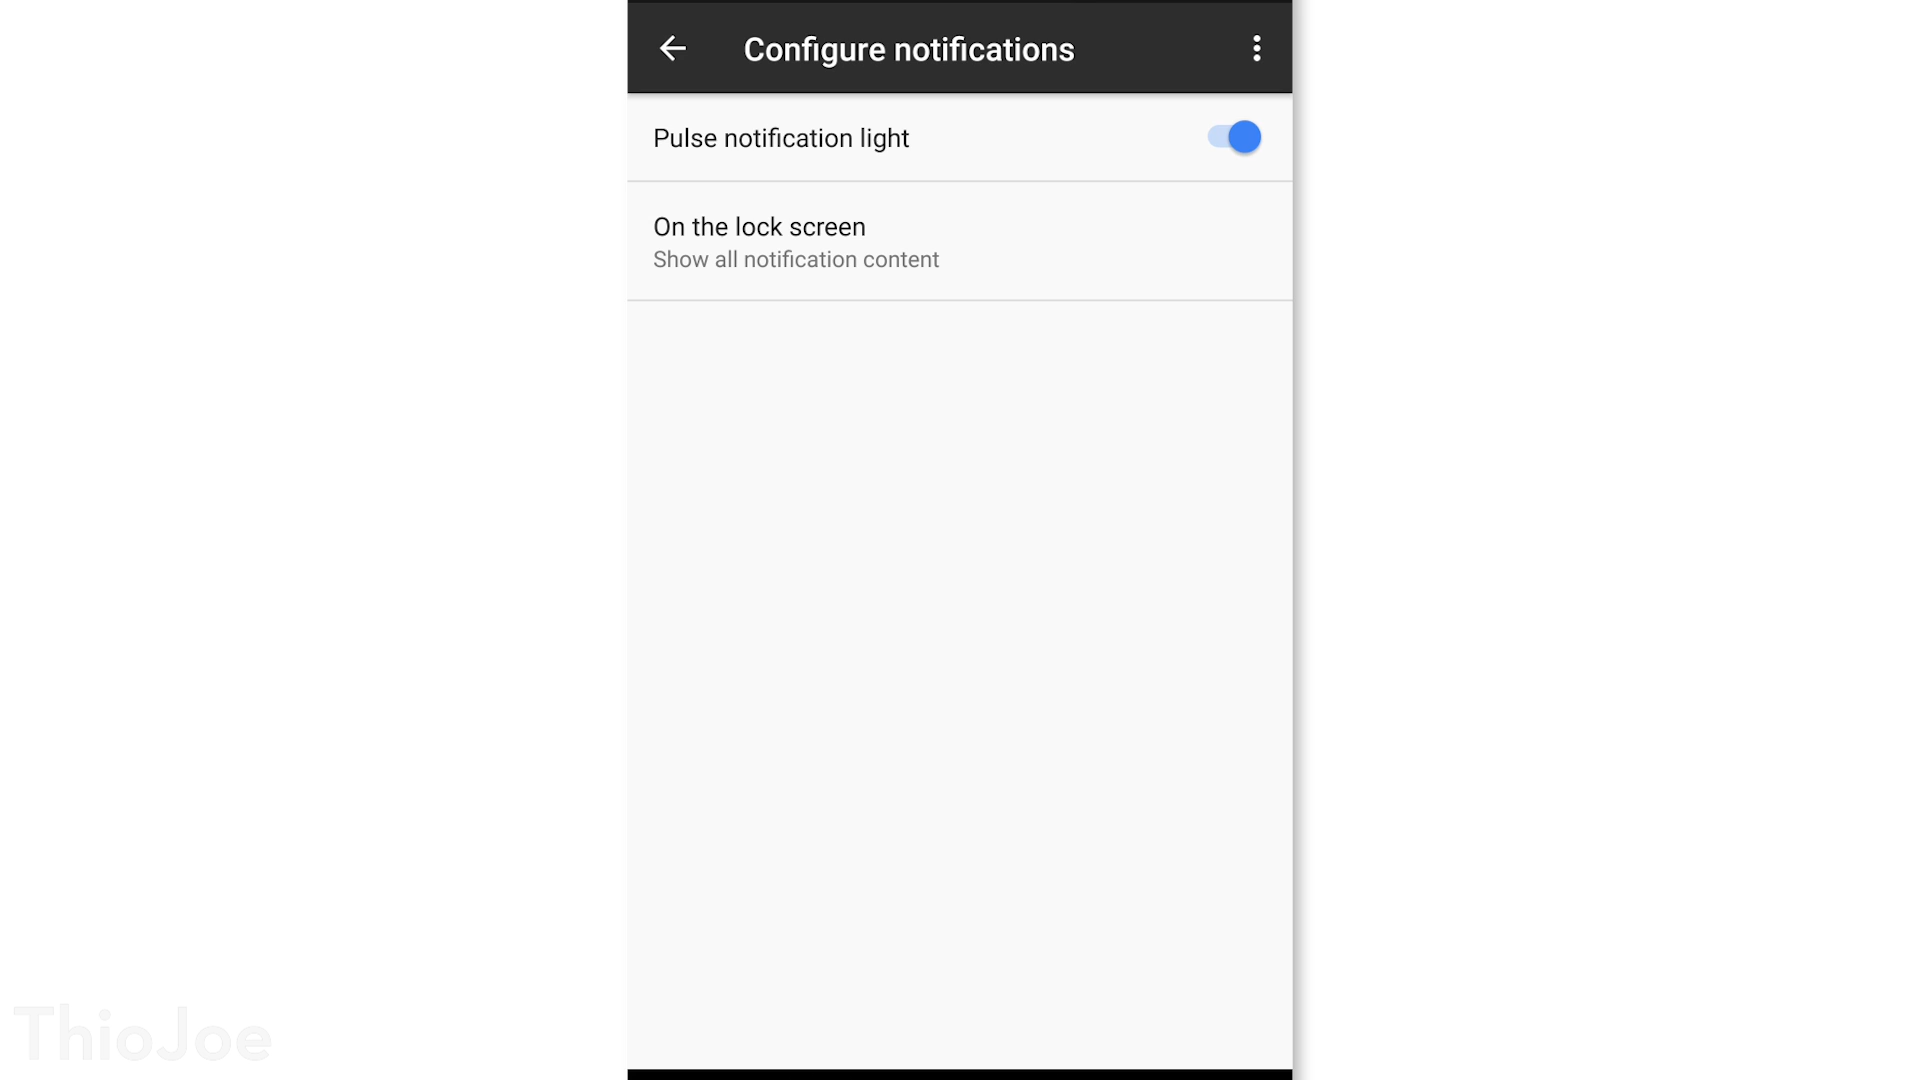 Configure notifications
Pulse notification light
On the lock screen
Show all notification content
ThioJoe